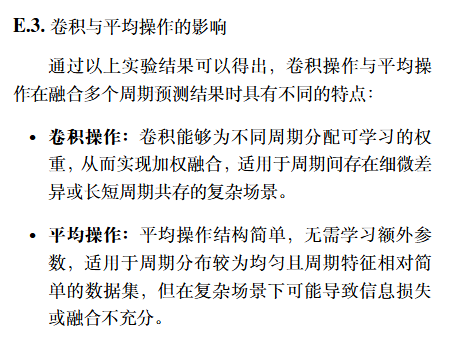 E.3. 卷积与平均操作的影响
通过以上实验结果可以得出，卷积操作与平均操
作在融合多个周期预测结果时具有不同的特点：
• 卷积操作：卷积能够为不同周期分配可学习的权
重，从而实现加权融合，适用于周期间存在细微差
异或长短周期共存的复杂场景。
• 平均操作：平均操作结构简单，无需学习额外参
数，适用于周期分布较为均匀且周期特征相对简
单的数据集，但在复杂场景下可能导致信息损失
或融合不充分。